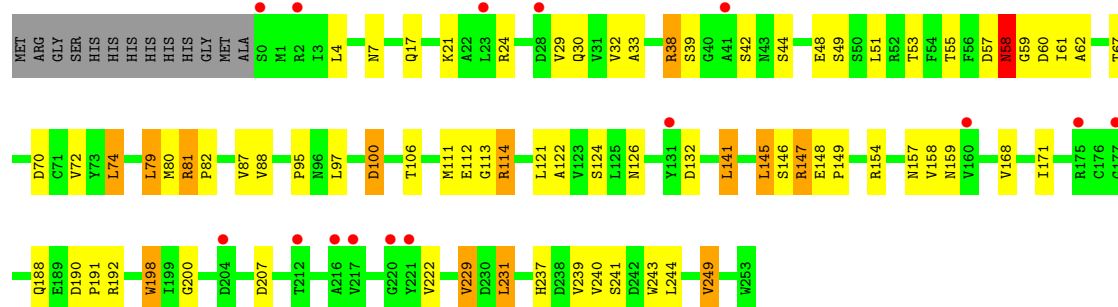 MET ARG GLY SER HIS HIS HIS HIS HIS HIS GLY MET ALA S0 M1 R2 I3 L4 N7 Q17 K21 A22 L23 R24 D28 V29 Q30 V31 V32 A33 R38 S39 G40 A41 S42 N43 S44 E48 S49 S50 L51 R52 T53 F54 T55 F56 D57 N58 G59 D60 I61 A62 T67
D70 C71 V72 Y73 L74 L79 M80 R81 P82 V87 V88 P95 N96 L97 D100 T106 M111 E112 G113 R114 L121 A122 V123 S124 L125 N126 Y131 D132 L141 L145 S146 R147 E148 P149 R154 N157 V158 N159 V160 V168 I171 R175 C176 G177
Q188 E189 D190 P191 R192 W198 I199 G200 D204 D207 T212 A216 V217 G220 Y221 V222 V229 D230 L231 H237 D238 V239 V240 S241 D242 W243 L244 V249 W253